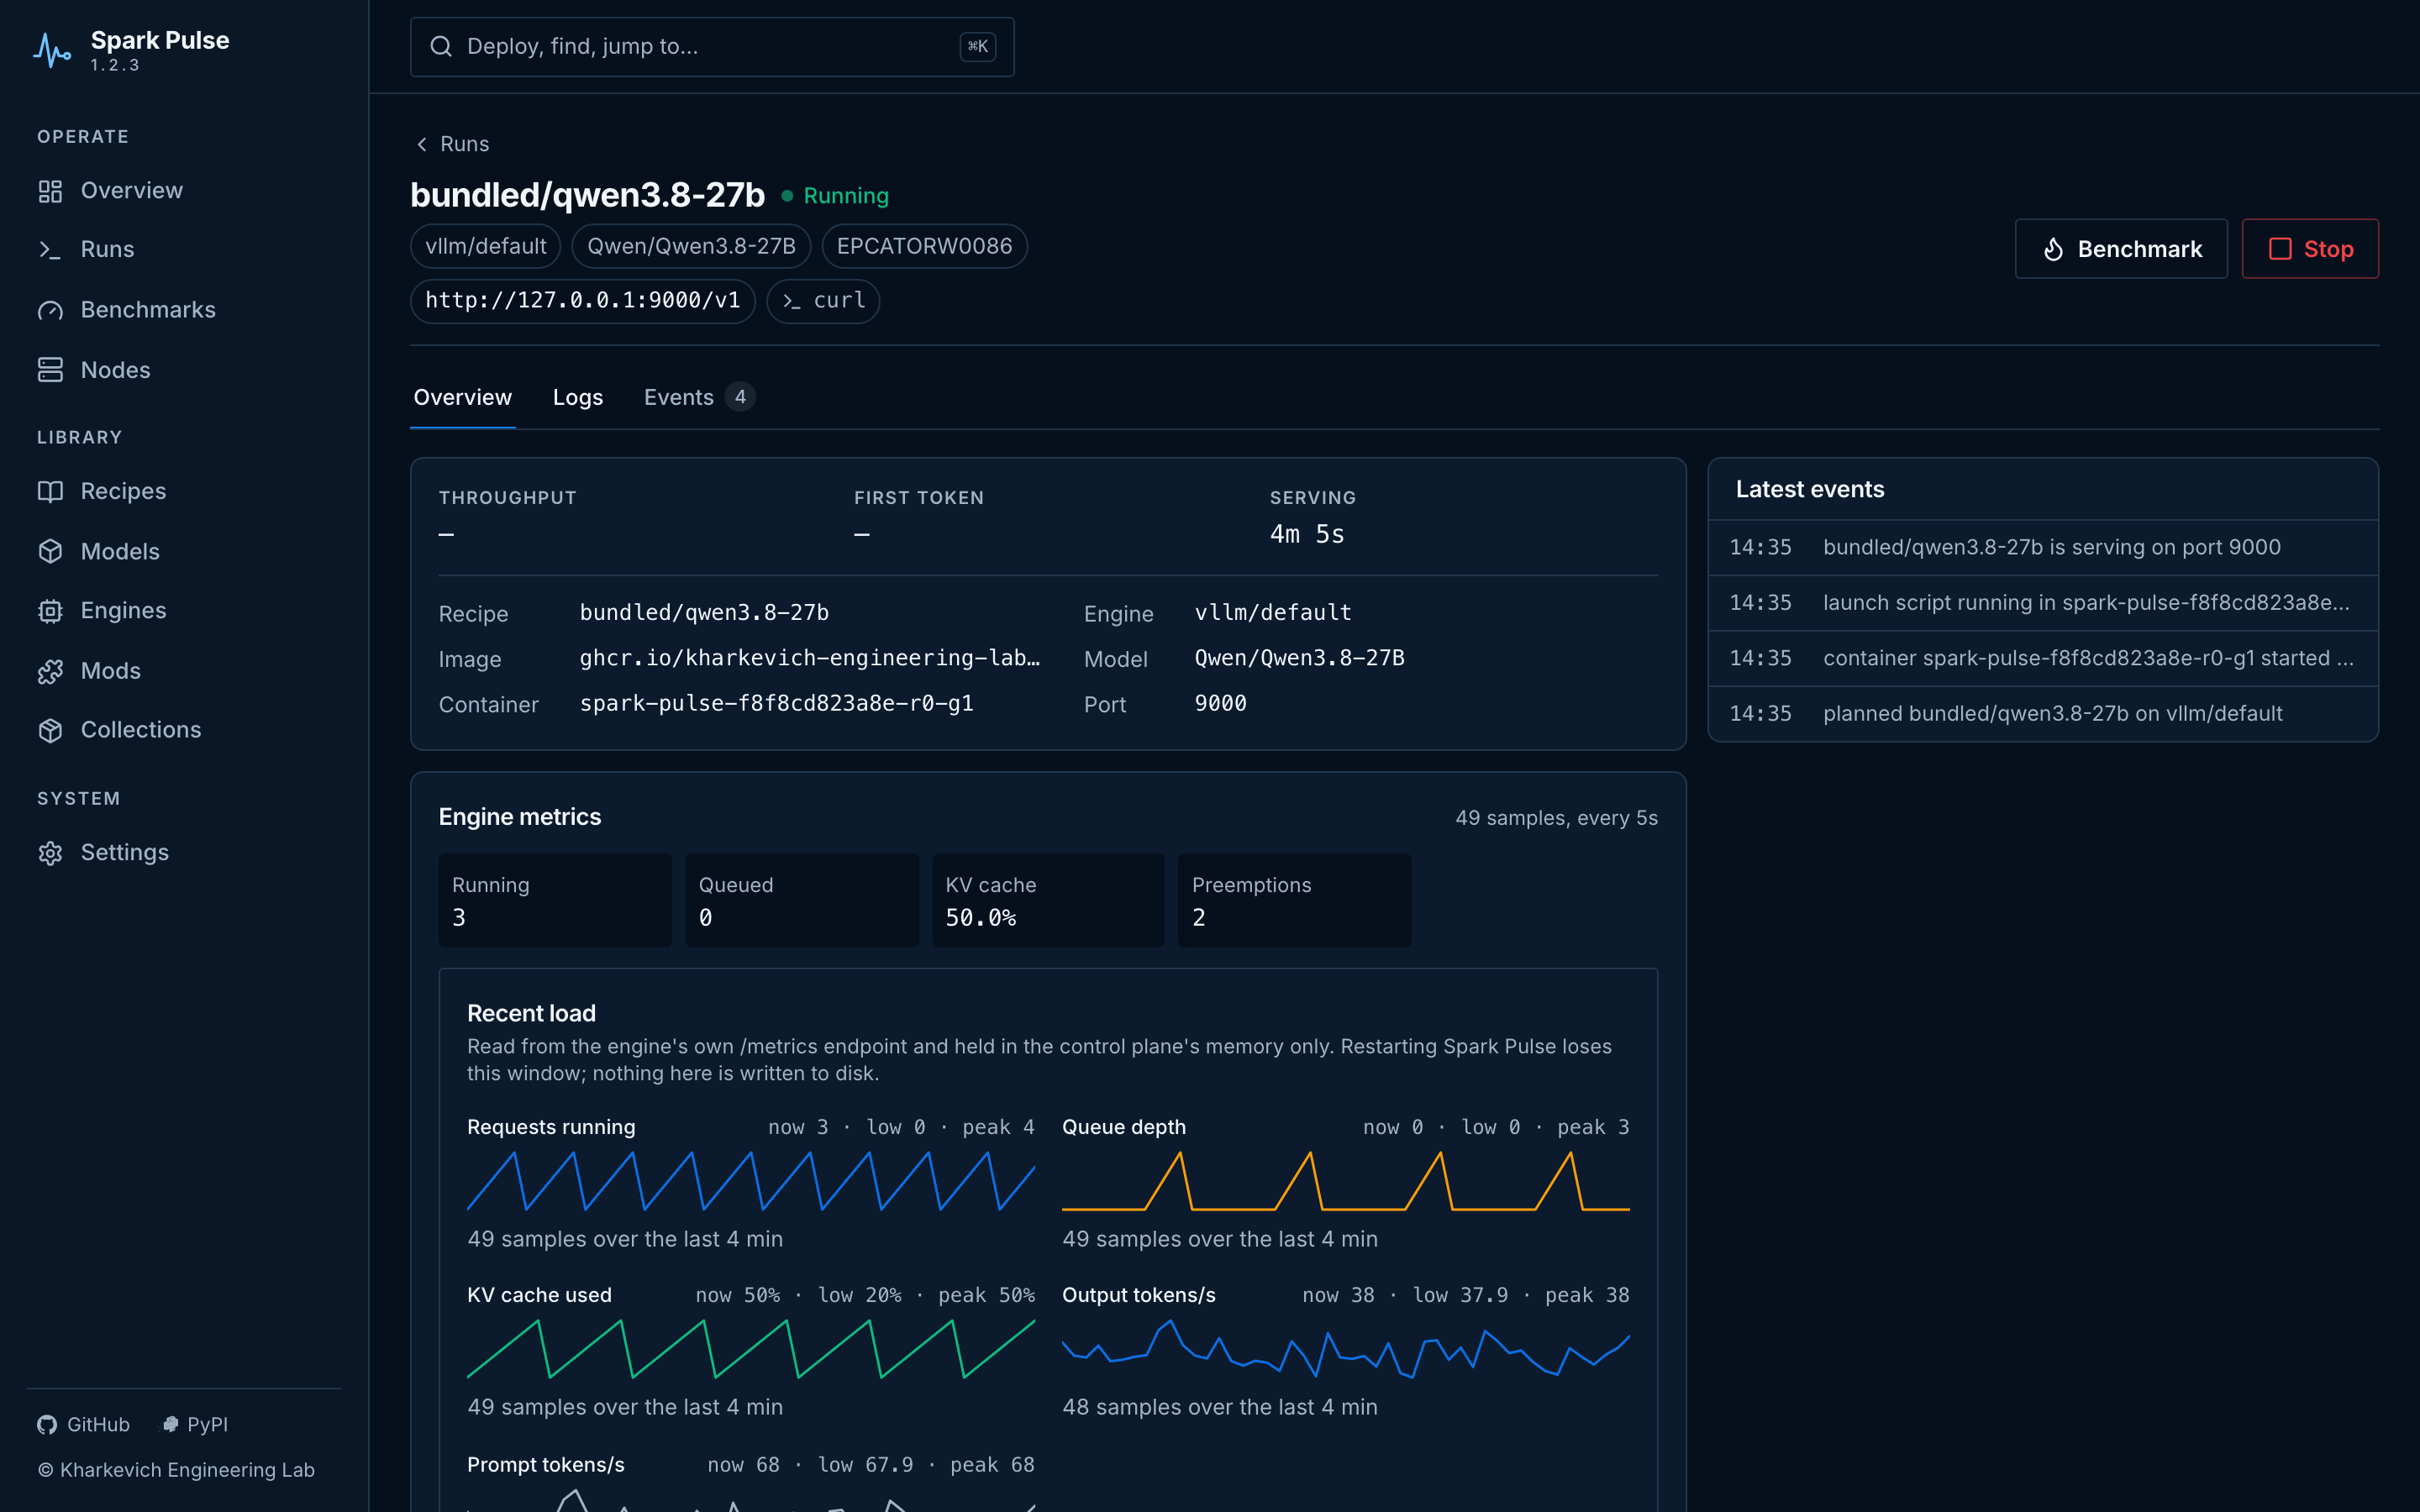 Spark Pulse
1.2.3
OPERATE
Overview
Runs
Benchmarks
Nodes
LIBRARY
Recipes
Models
Engines
Mods
Collections
SYSTEM
Settings
GitHub PyPI
© Kharkevich Engineering Lab
Deploy, find, jump to... ⌘K
Runs
bundled/qwen3.8-27b Running
vllm/default Qwen/Qwen3.8-27B EPCATORW0086
http://127.0.0.1:9000/v1 curl
Benchmark Stop
Overview Logs Events 4
THROUGHPUT FIRST TOKEN SERVING
— — 4m 5s
Recipe bundled/qwen3.8-27b Engine vllm/default
Image ghcr.io/kharkevich-engineering-lab… Model Qwen/Qwen3.8-27B
Container spark-pulse-f8f8cd823a8e-r0-g1 Port 9000
Latest events
14:35 bundled/qwen3.8-27b is serving on port 9000
14:35 launch script running in spark-pulse-f8f8cd823a8e...
14:35 container spark-pulse-f8f8cd823a8e-r0-g1 started ...
14:35 planned bundled/qwen3.8-27b on vllm/default
Engine metrics 49 samples, every 5s
Running Queued KV cache Preemptions
3 0 50.0% 2
Recent load
Read from the engine's own /metrics endpoint and held in the control plane's memory only. Restarting Spark Pulse loses
this window; nothing here is written to disk.
Requests running now 3 · low 0 · peak 4
49 samples over the last 4 min
Queue depth now 0 · low 0 · peak 3
49 samples over the last 4 min
KV cache used now 50% · low 20% · peak 50%
49 samples over the last 4 min
Output tokens/s now 38 · low 37.9 · peak 38
48 samples over the last 4 min
Prompt tokens/s now 68 · low 67.9 · peak 68